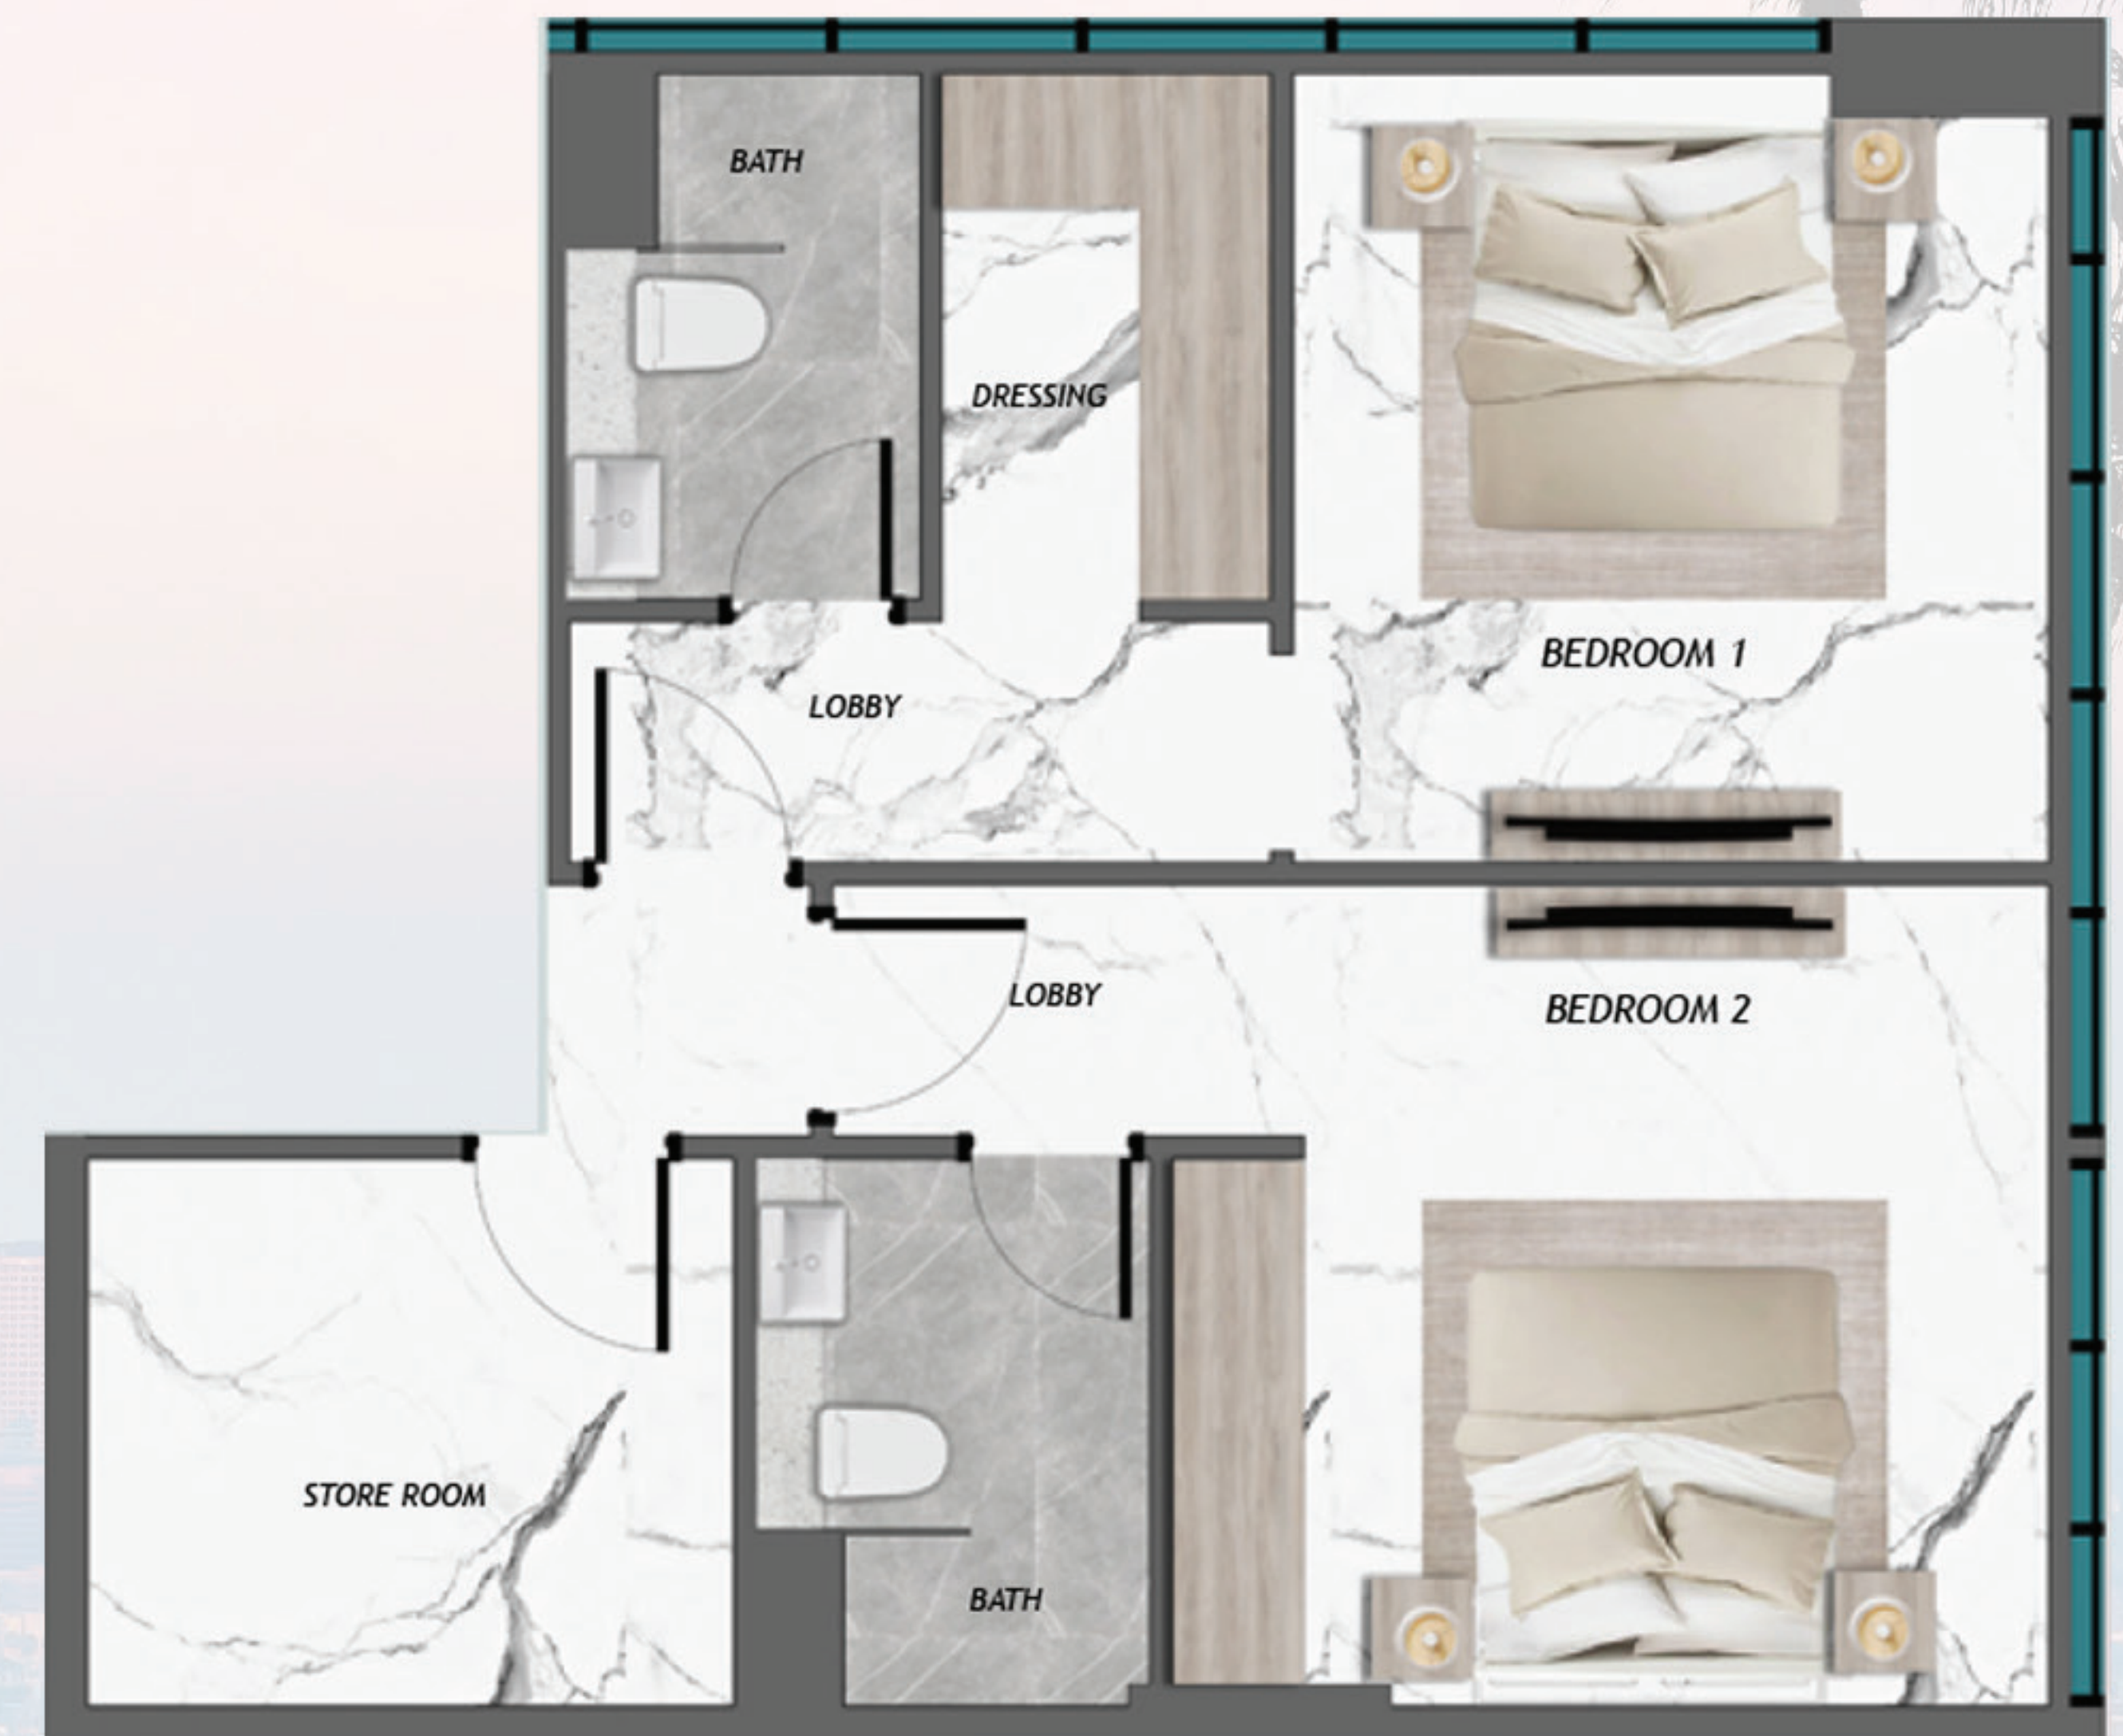 BATH
DRESSING
BEDROOM 1
LOBBY
LOBBY
BEDROOM 2
STORE ROOM
BATH